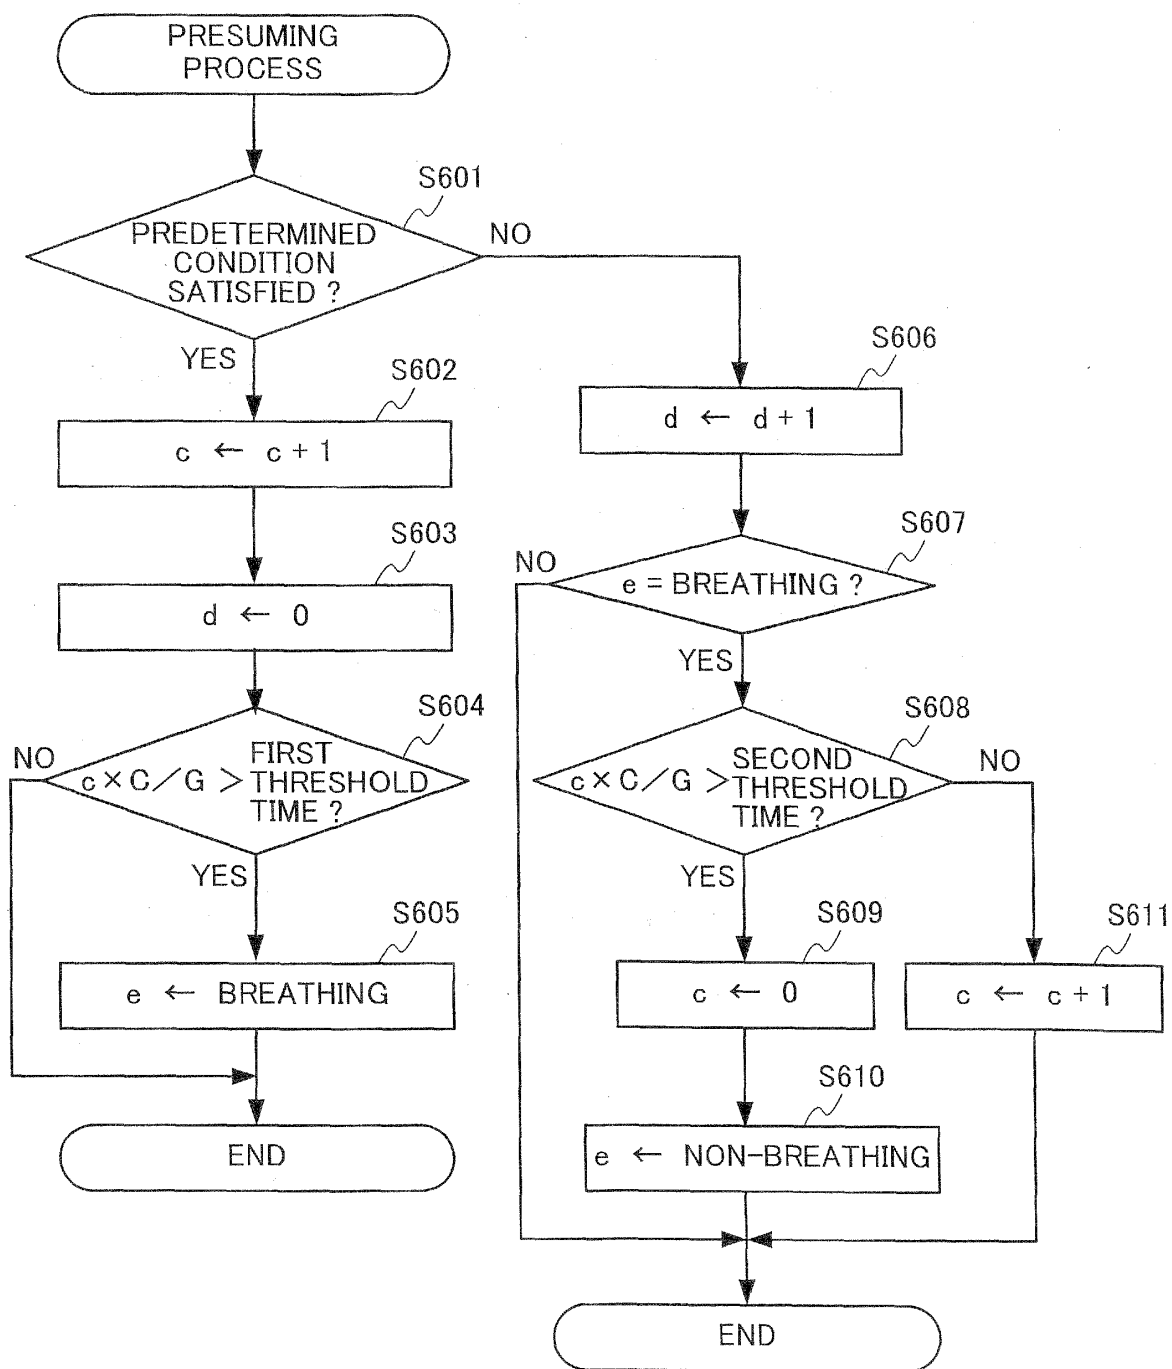 PRESUMING
PROCESS
S601
PREDETERMINED
CONDITION
SATISFIED ?
NO
YES
S602
c ← c + 1
S603
d ← 0
S604
NO
c × C / G > FIRST
THRESHOLD
TIME ?
YES
S605
e ← BREATHING
END
S606
d ← d + 1
S607
NO
e = BREATHING ?
YES
S608
c × C / G > SECOND
THRESHOLD
TIME ?
NO
YES
S609
c ← 0
S611
c ← c + 1
S610
e ← NON-BREATHING
END